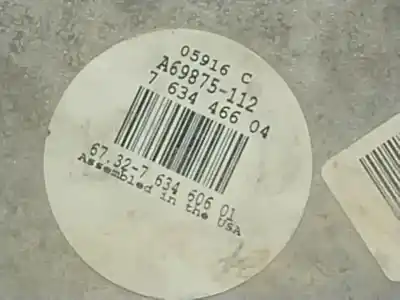 05916 C
A69875-112
7 634 466 04
67.32-7 634 606 01
Assembled in the USA